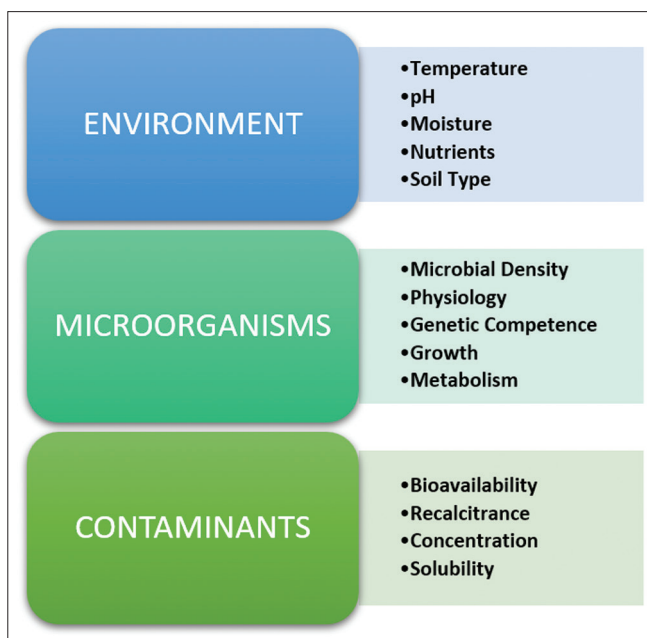 ENVIRONMENT
•Temperature
•pH
•Moisture
•Nutrients
•Soil Type
MICROORGANISMS
•Microbial Density
•Physiology
•Genetic Competence
•Growth
•Metabolism
CONTAMINANTS
•Bioavailability
•Recalcitrance
•Concentration
•Solubility